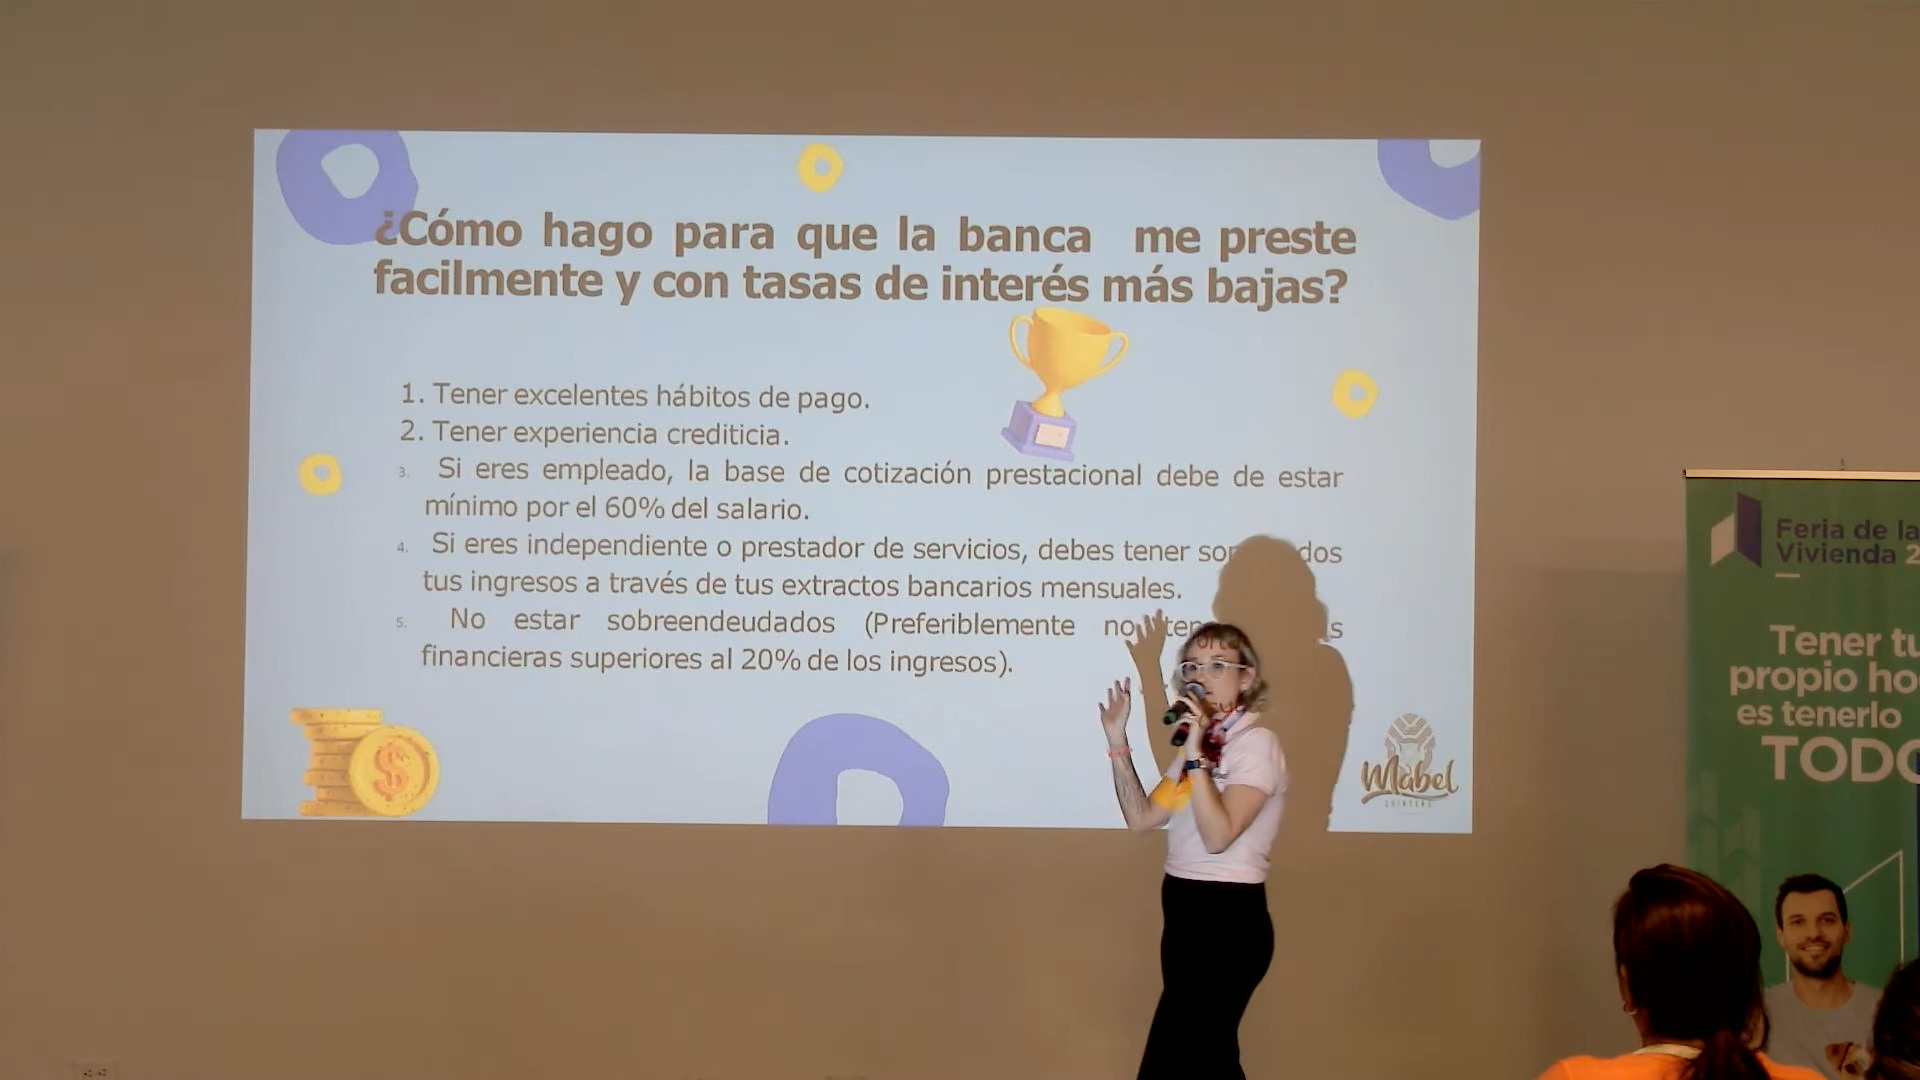 ¿Cómo hago para que la banca me preste
facilmente y con tasas de interés más bajas?
1. Tener excelentes hábitos de pago.
2. Tener experiencia crediticia.
3. Si eres empleado, la base de cotización prestacional debe de estar
mínimo por el 60% del salario.
4. Si eres independiente o prestador de servicios, debes tener
tus ingresos a través de tus extractos bancarios mensuales.
5. No estar sobreendeudados (Preferiblemente no
financieras superiores al 20% de los ingresos).
Mabel
Feria de la
Vivienda 2
Tener tu
propio
es tenerlo